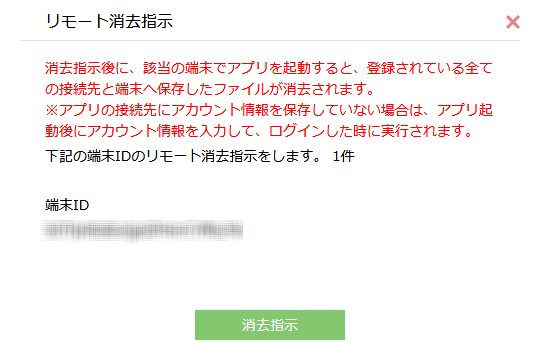 リモート消去指示
消去指示後に、該当の端末でアプリを起動すると、登録されている全て
の接続先と端末へ保存したファイルが消去されます。
※アプリの接続先にアカウント情報を保存していない場合は、アプリ起
動後にアカウント情報を入力して、ログインした時に実行されます。
下記の端末IDのリモート消去指示をします。 1件
端末ID
消去指示